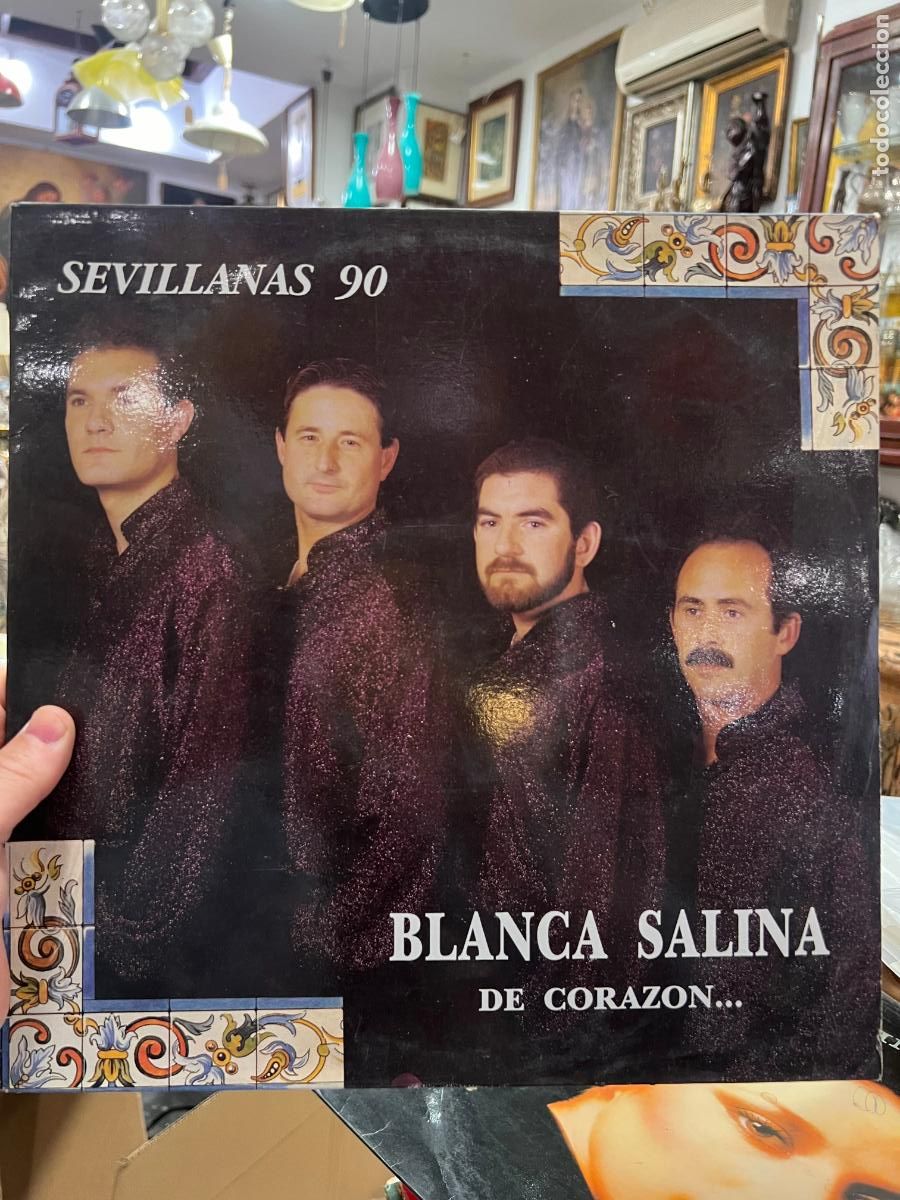 todocoleccion
SEVILLANAS 90
BLANCA SALINA
DE CORAZON...